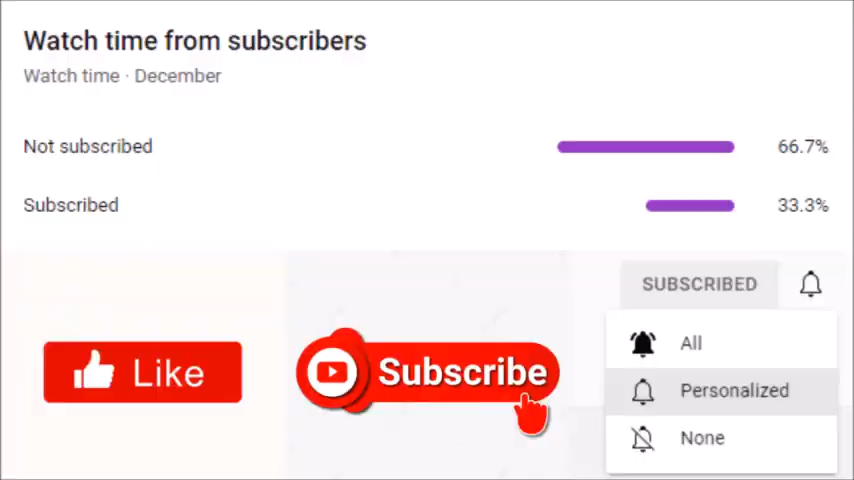 Watch time from subscribers
Watch time · December
Not subscribed 66.7%
Subscribed 33.3%
SUBSCRIBED
Like
Subscribe
All
Personalized
None